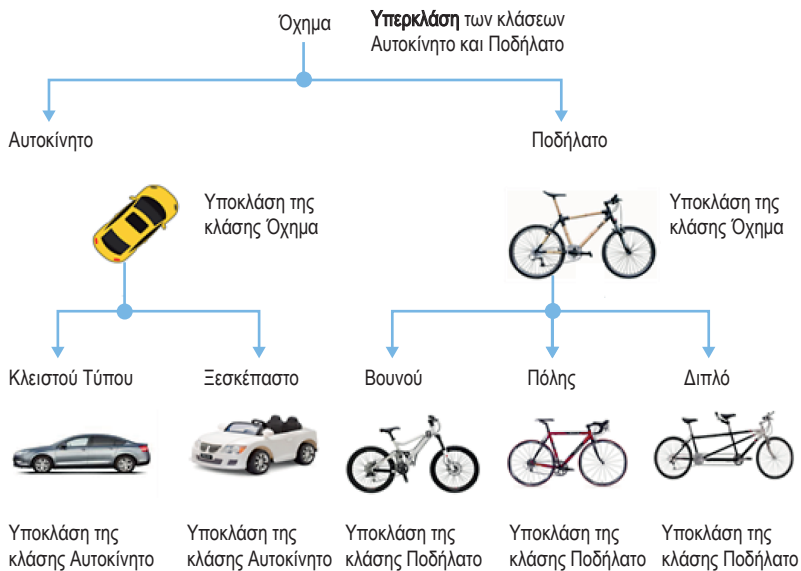 Όχημα
Υπερκλάση των κλάσεων
Αυτοκίνητο και Ποδήλατο
Αυτοκίνητο
Ποδήλατο
Υποκλάση της
κλάσης Όχημα
Υποκλάση της
κλάσης Όχημα
Κλειστού Τύπου
Ξεσκέπαστο
Βουνού
Πόλης
Διπλό
Υποκλάση της
κλάσης Αυτοκίνητο
Υποκλάση της
κλάσης Αυτοκίνητο
Υποκλάση της
κλάσης Ποδήλατο
Υποκλάση της
κλάσης Ποδήλατο
Υποκλάση της
κλάσης Ποδήλατο